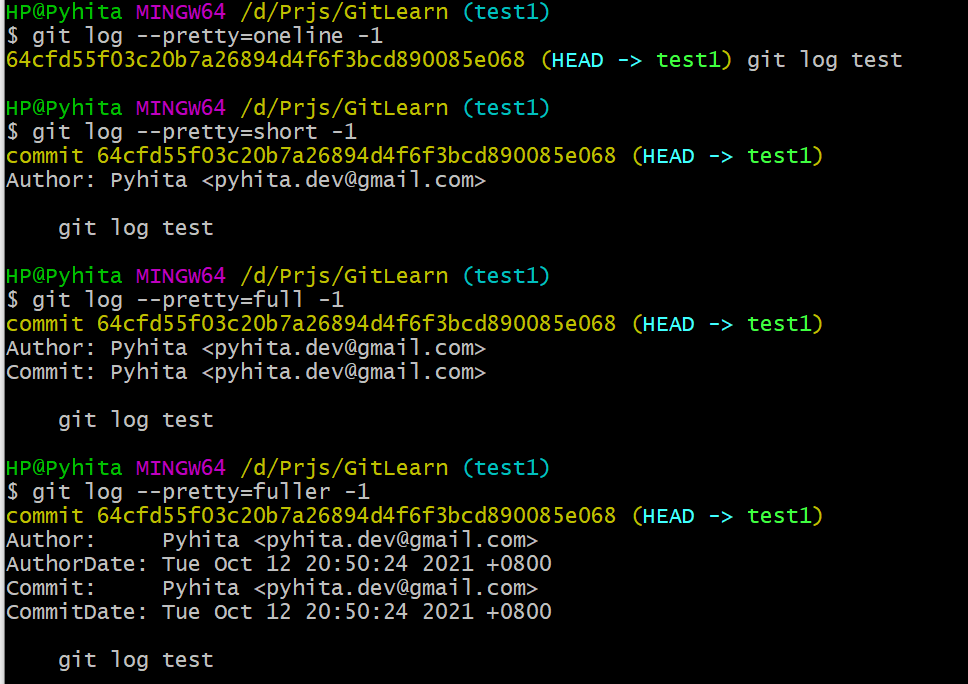 HP@Pyhita MINGW64 /d/Prjs/GitLearn (test1)
$ git log --pretty=oneline -1
64cfd55f03c20b7a26894d4f6f3bcd890085e068 (HEAD -> test1) git log test
HP@Pyhita MINGW64 /d/Prjs/GitLearn (test1)
$ git log --pretty=short -1
commit 64cfd55f03c20b7a26894d4f6f3bcd890085e068 (HEAD -> test1)
Author: Pyhita <pyhita.dev@gmail.com>
git log test
HP@Pyhita MINGW64 /d/Prjs/GitLearn (test1)
$ git log --pretty=full -1
commit 64cfd55f03c20b7a26894d4f6f3bcd890085e068 (HEAD -> test1)
Author: Pyhita <pyhita.dev@gmail.com>
Commit: Pyhita <pyhita.dev@gmail.com>
git log test
HP@Pyhita MINGW64 /d/Prjs/GitLearn (test1)
$ git log --pretty=fuller -1
commit 64cfd55f03c20b7a26894d4f6f3bcd890085e068 (HEAD -> test1)
Author:     Pyhita <pyhita.dev@gmail.com>
AuthorDate: Tue Oct 12 20:50:24 2021 +0800
Commit:     Pyhita <pyhita.dev@gmail.com>
CommitDate: Tue Oct 12 20:50:24 2021 +0800
git log test